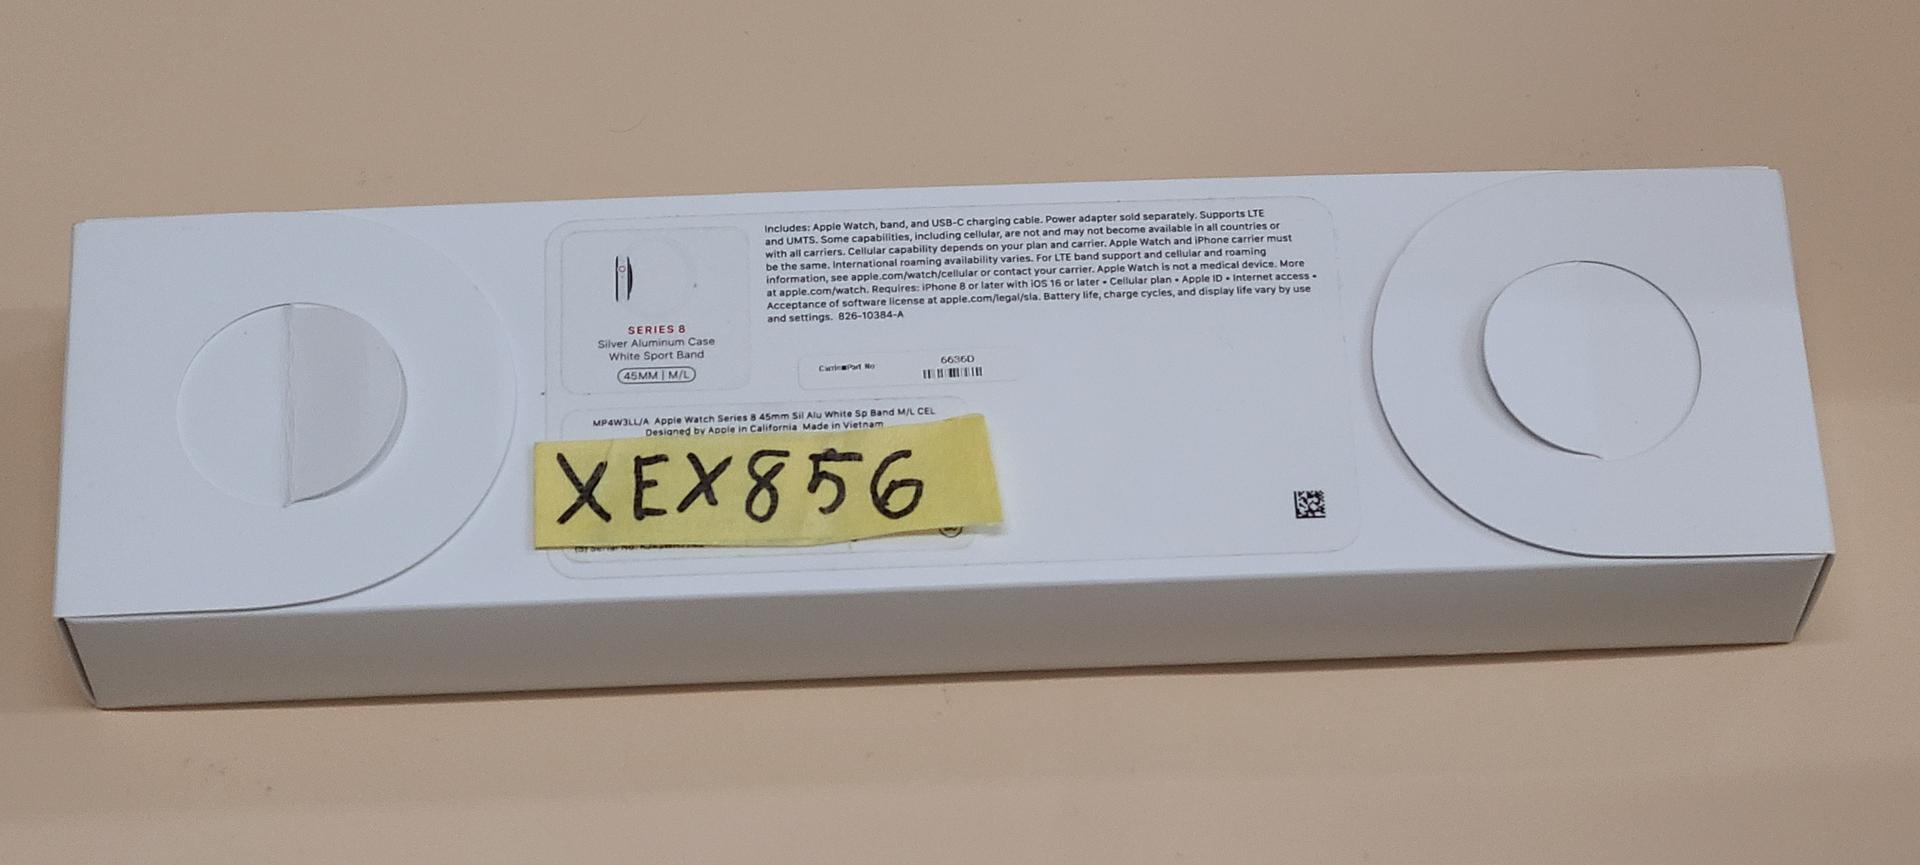 Includes: Apple Watch, band, and USB-C charging cable. Power adapter sold separately. Supports LTE
and UMTS. Some capabilities, including cellular, are not and may not become available in all countries or
with all carriers. Cellular capability depends on your plan and carrier. Apple Watch and iPhone carrier must
be the same. International roaming availability varies. For LTE band support and cellular and roaming
information, see apple.com/watch/cellular or contact your carrier. Apple Watch is not a medical device. More
at apple.com/watch. Requires: iPhone 8 or later with iOS 16 or later • Cellular plan • Apple ID • Internet access •
Acceptance of software license at apple.com/legal/sla. Battery life, charge cycles, and display life vary by use
and settings. 826-10384-A
SERIES 8
Silver Aluminum Case
White Sport Band
45MM | M/L
Part No
6636D
MP4W3LL/A Apple Watch Series 8 45mm Sil Alu White Sp Band M/L CEL
Designed by Apple in California Made in Vietnam
XEX856
(S) Serial No.